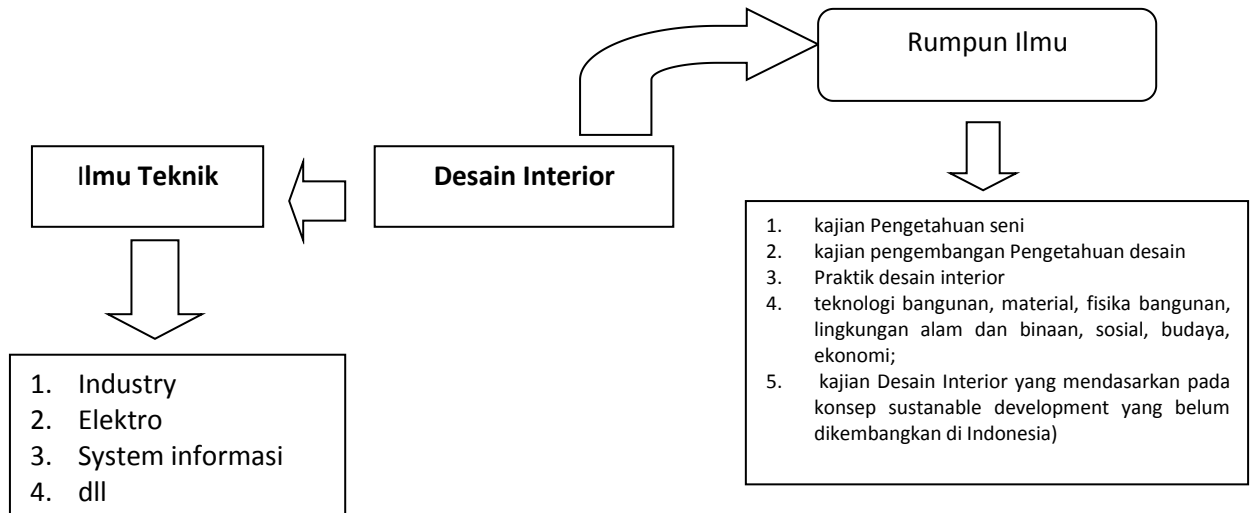 Rumpun Ilmu
Ilmu Teknik
Desain Interior
1. kajian Pengetahuan seni
2. kajian pengembangan Pengetahuan desain
3. Praktik desain interior
4. teknologi bangunan, material, fisika bangunan,
lingkungan alam dan binaan, sosial, budaya,
ekonomi;
5. kajian Desain Interior yang mendasarkan pada
konsep sustanable development yang belum
dikembangkan di Indonesia)
1. Industry
2. Elektro
3. System informasi
4. dll